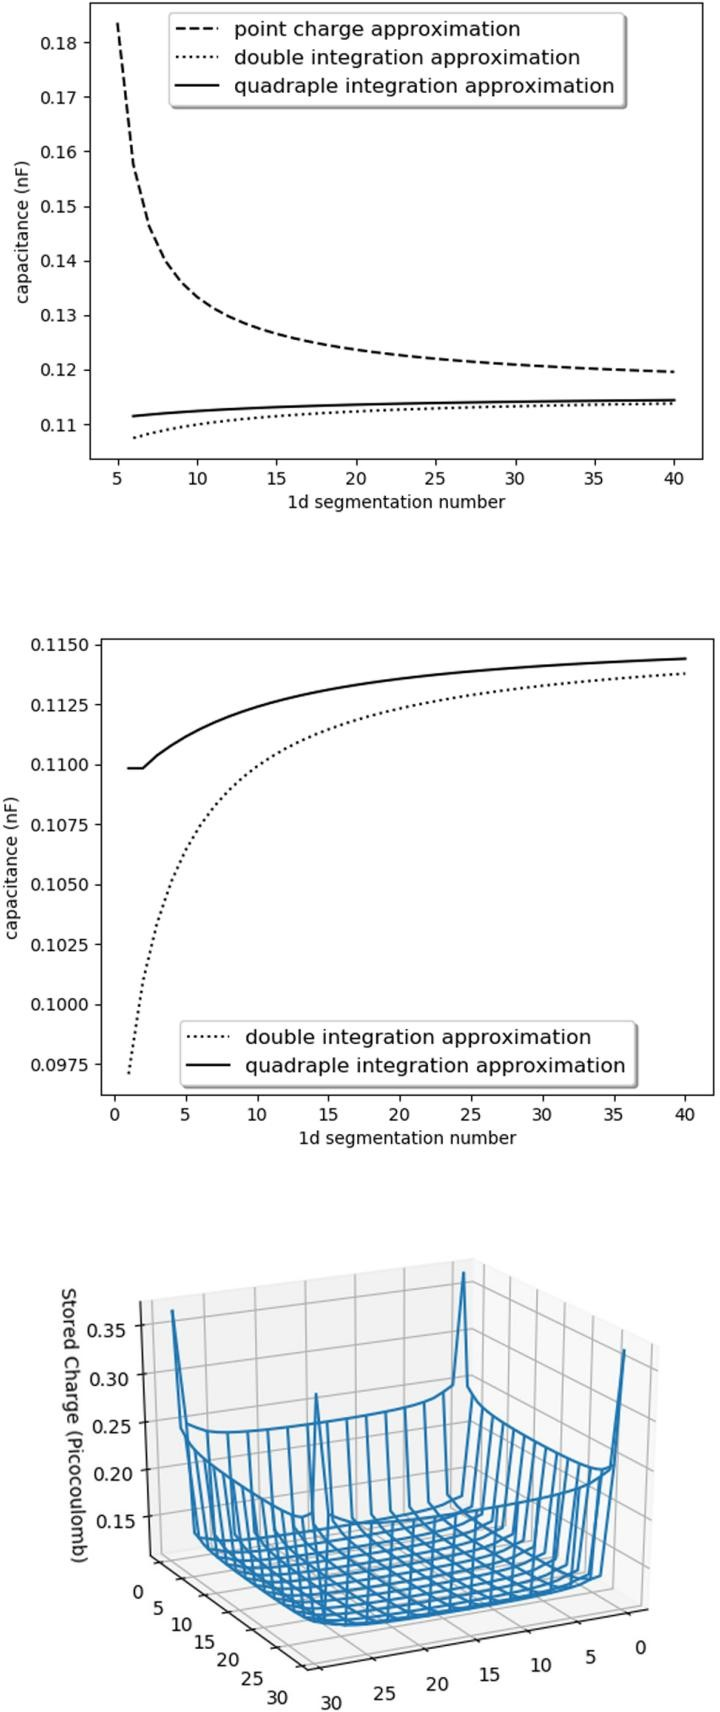 point charge approximation
double integration approximation
quadraple integration approximation
0.18
0.17
0.16
0.15
0.14
0.13
0.12
0.11
capacitance (nF)
5 10 15 20 25 30 35 40
1d segmentation number
0.1150
0.1125
0.1100
0.1075
0.1050
0.1025
0.1000
0.0975
capacitance (nF)
double integration approximation
quadraple integration approximation
0 5 10 15 20 25 30 35 40
1d segmentation number
Stored Charge (Picocoulomb)
0.35
0.30
0.25
0.20
0.15
0
5
10
15
20
25
30
30 25 20 15 10 5 0